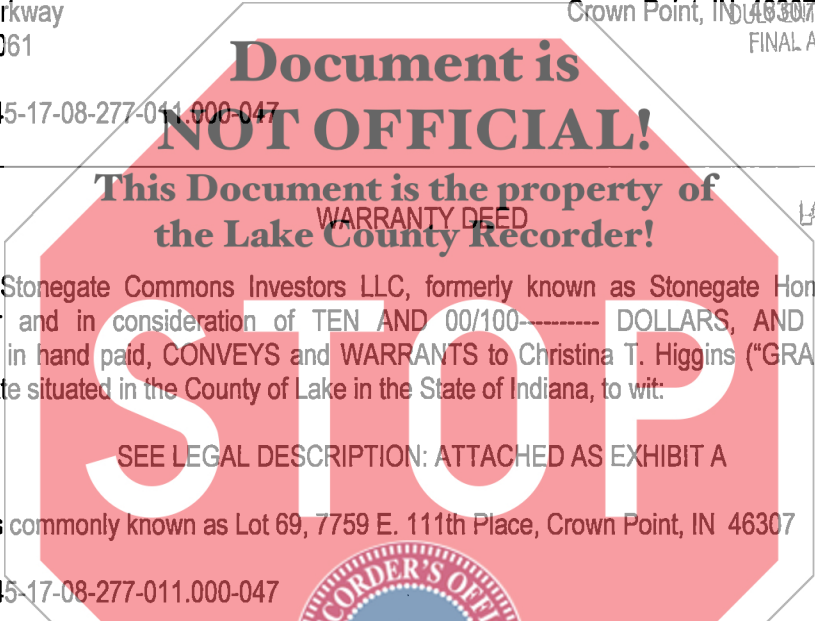 rkway Crown Point, IN 46307
061 FINAL A
Document is
45-17-08-277-011.000-047
NOT OFFICIAL!
This Document is the property of
WARRANTY DEED
the Lake County Recorder!
Stonegate Commons Investors LLC, formerly known as Stonegate Hom
and in consideration of TEN AND 00/100---------- DOLLARS, AND
in hand paid, CONVEYS and WARRANTS to Christina T. Higgins ("GRA
te situated in the County of Lake in the State of Indiana, to wit:
STOP
SEE LEGAL DESCRIPTION: ATTACHED AS EXHIBIT A
s commonly known as Lot 69, 7759 E. 111th Place, Crown Point, IN 46307
45-17-08-277-011.000-047
CORDER'S OFFI